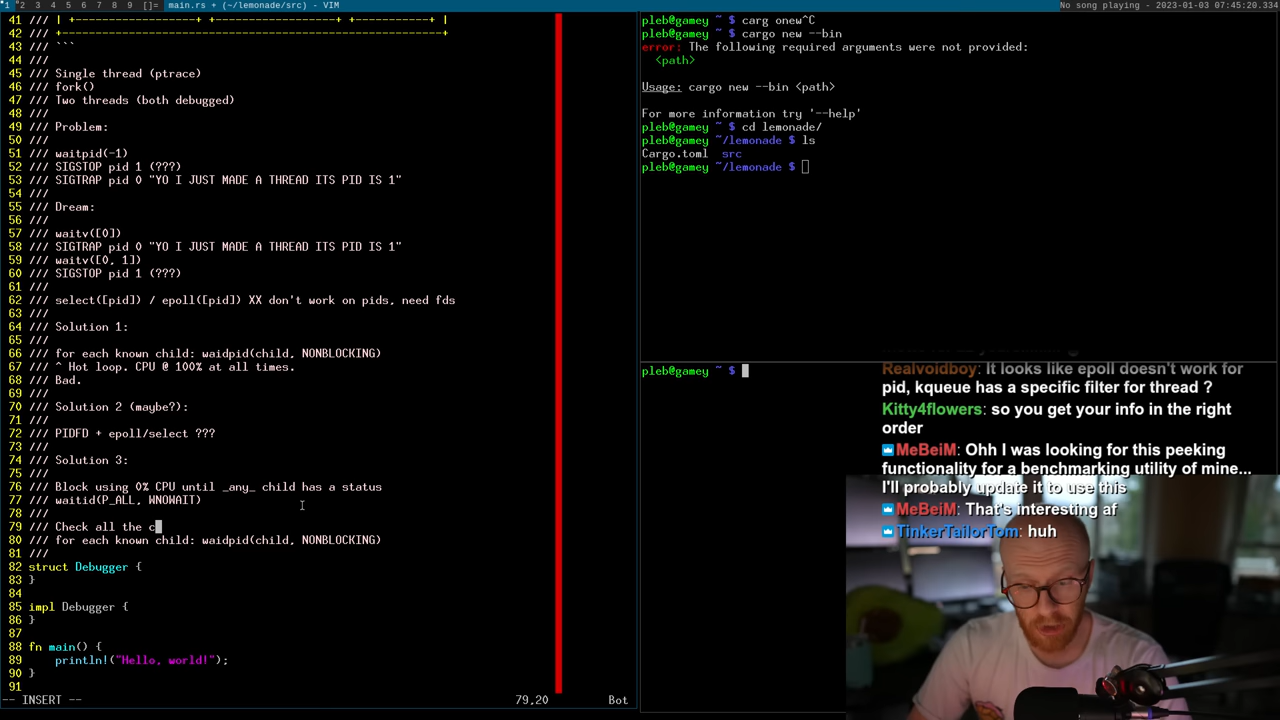 1 2 3 4 5 6 7 8 9 []= main.rs + (~/lemonade/src) - VIM
No song playing - 2023-01-03 07:45:20.334
41 /// | +------------------+ +------------------+ +-----------+ |
42 /// +---------------------------------------------------------+
43 /// ```
44 ///
45 /// Single thread (ptrace)
46 /// fork()
47 /// Two threads (both debugged)
48 ///
49 /// Problem:
50 ///
51 /// waitpid(-1)
52 /// SIGSTOP pid 1 (???)
53 /// SIGTRAP pid 0 "YO I JUST MADE A THREAD ITS PID IS 1"
54 ///
55 /// Dream:
56 ///
57 /// waitv([0])
58 /// SIGTRAP pid 0 "YO I JUST MADE A THREAD ITS PID IS 1"
59 /// waitv([0, 1])
60 /// SIGSTOP pid 1 (???)
61 ///
62 /// select([pid]) / epoll([pid]) XX don't work on pids, need fds
63 ///
64 /// Solution 1:
65 ///
66 /// for each known child: waidpid(child, NONBLOCKING)
67 /// ^ Hot loop. CPU @ 100% at all times.
68 /// Bad.
69 ///
70 /// Solution 2 (maybe?):
71 ///
72 /// PIDFD + epoll/select ???
73 ///
74 /// Solution 3:
75 ///
76 /// Block using 0% CPU until _any_ child has a status
77 /// waitid(P_ALL, WNOWAIT)
78 ///
79 /// Check all the c
80 /// for each known child: waidpid(child, NONBLOCKING)
81 ///
82 struct Debugger {
83 }
84
85 impl Debugger {
86 }
87
88 fn main() {
89     println!("Hello, world!");
90 }
91
-- INSERT -- 79,20 Bot
pleb@gamey ~ $ carg onew^C
pleb@gamey ~ $ cargo new --bin
error: The following required arguments were not provided:
<path>
Usage: cargo new --bin <path>
For more information try '--help'
pleb@gamey ~ $ cd lemonade/
pleb@gamey ~/lemonade $ ls
Cargo.toml src
pleb@gamey ~/lemonade $
pleb@gamey ~ $
Realvoidboy: It looks like epoll doesn't work for
pid, kqueue has a specific filter for thread ?
Kitty4flowers: so you get your info in the right
order
MeBeiM: Ohh I was looking for this peeking
functionality for a benchmarking utility of mine...
I'll probably update it to use this
MeBeiM: That's interesting af
TinkerTailorTom: huh